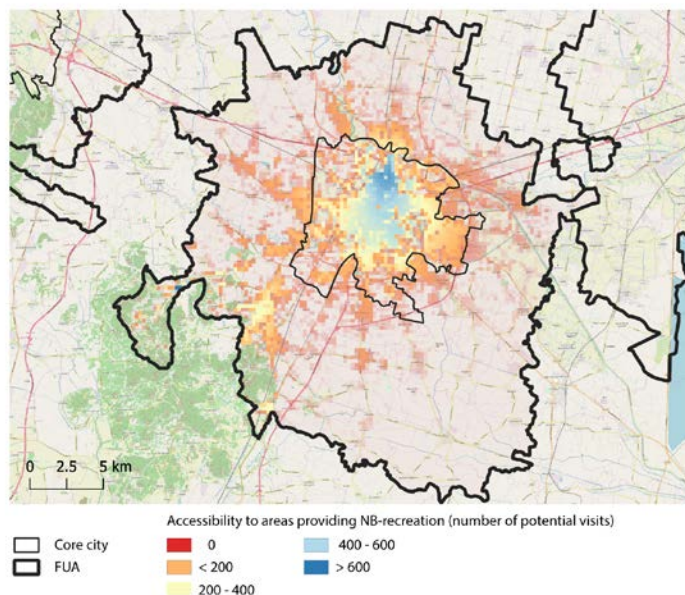 0 2.5 5 km
Accessibility to areas providing NB-recreation (number of potential visits)
Core city 0 400 - 600
FUA < 200 > 600
200 - 400